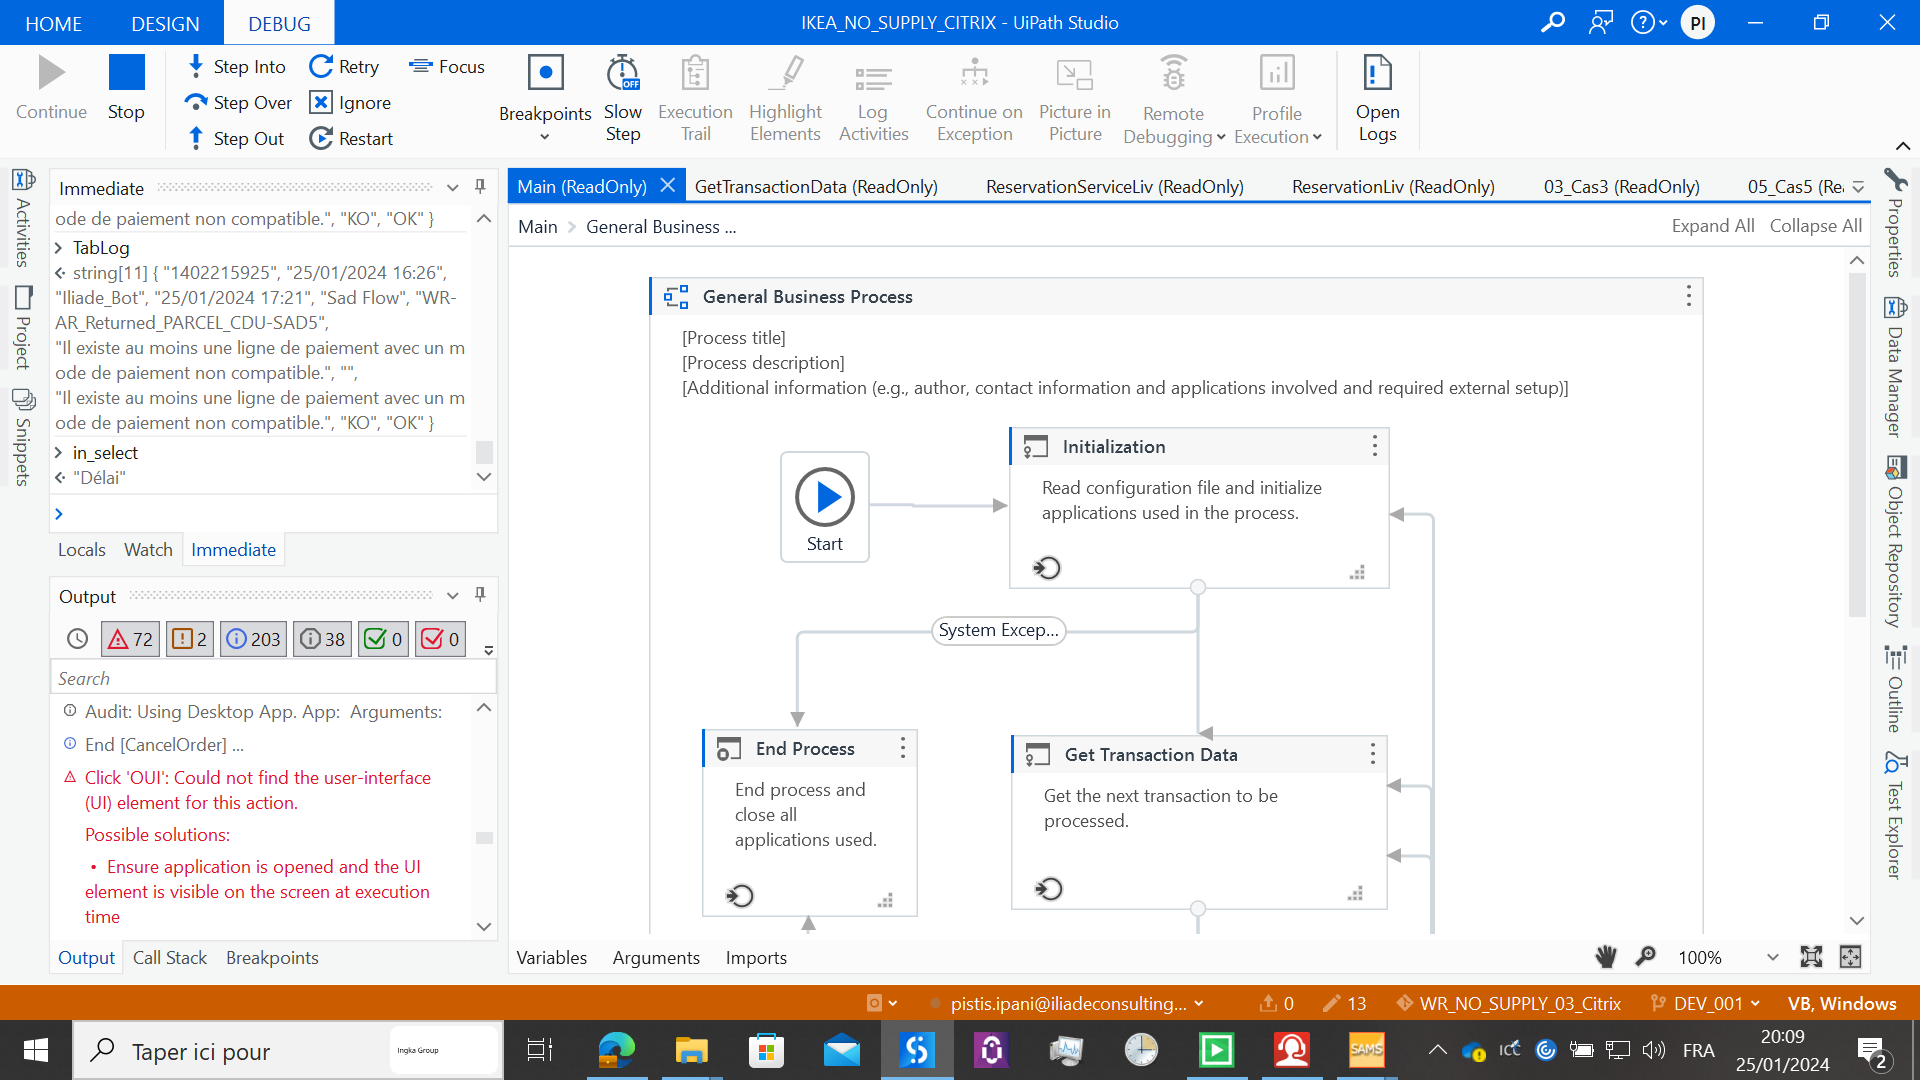 HOME
DESIGN
DEBUG
IKEA_NO_SUPPLY_CITRIX - UiPath Studio
PI
Continue
Stop
Step Into
Step Over
Step Out
Retry
Ignore
Restart
Focus
Breakpoints
OFF
Slow
Step
Execution
Trail
Highlight
Elements
Log
Activities
Continue on
Exception
Picture in
Picture
Remote
Debugging
Profile
Execution
Open
Logs
Activities
Project
Snippets
Immediate
ode de paiement non compatible.", "KO", "OK" }
TabLog
string[11] { "1402215925", "25/01/2024 16:26",
"Iliade_Bot", "25/01/2024 17:21", "Sad Flow", "WR-
AR_Returned_PARCEL_CDU-SAD5",
"Il existe au moins une ligne de paiement avec un m
ode de paiement non compatible.", "",
"Il existe au moins une ligne de paiement avec un m
ode de paiement non compatible.", "KO", "OK" }
in_select
"Délai"
Locals
Watch
Immediate
Output
72
2
203
38
0
0
Search
Audit: Using Desktop App. App:  Arguments:
End [CancelOrder] ...
Click 'OUI': Could not find the user-interface
(UI) element for this action.
Possible solutions:
• Ensure application is opened and the UI
element is visible on the screen at execution
time
Output
Call Stack
Breakpoints
Main (ReadOnly)
GetTransactionData (ReadOnly)
ReservationServiceLiv (ReadOnly)
ReservationLiv (ReadOnly)
03_Cas3 (ReadOnly)
05_Cas5 (Re
Main
General Business ...
Expand All
Collapse All
General Business Process
[Process title]
[Process description]
[Additional information (e.g., author, contact information and applications involved and required external setup)]
Start
Initialization
Read configuration file and initialize
applications used in the process.
System Excep...
End Process
End process and
close all
applications used.
Get Transaction Data
Get the next transaction to be
processed.
Variables
Arguments
Imports
100%
Properties
Data Manager
Object Repository
Outline
Test Explorer
pistis.ipani@iliadeconsulting...
0
13
WR_NO_SUPPLY_03_Citrix
DEV_001
VB, Windows
Taper ici pour
Ingka Group
SAMS
ICC
FRA
20:09
25/01/2024
2